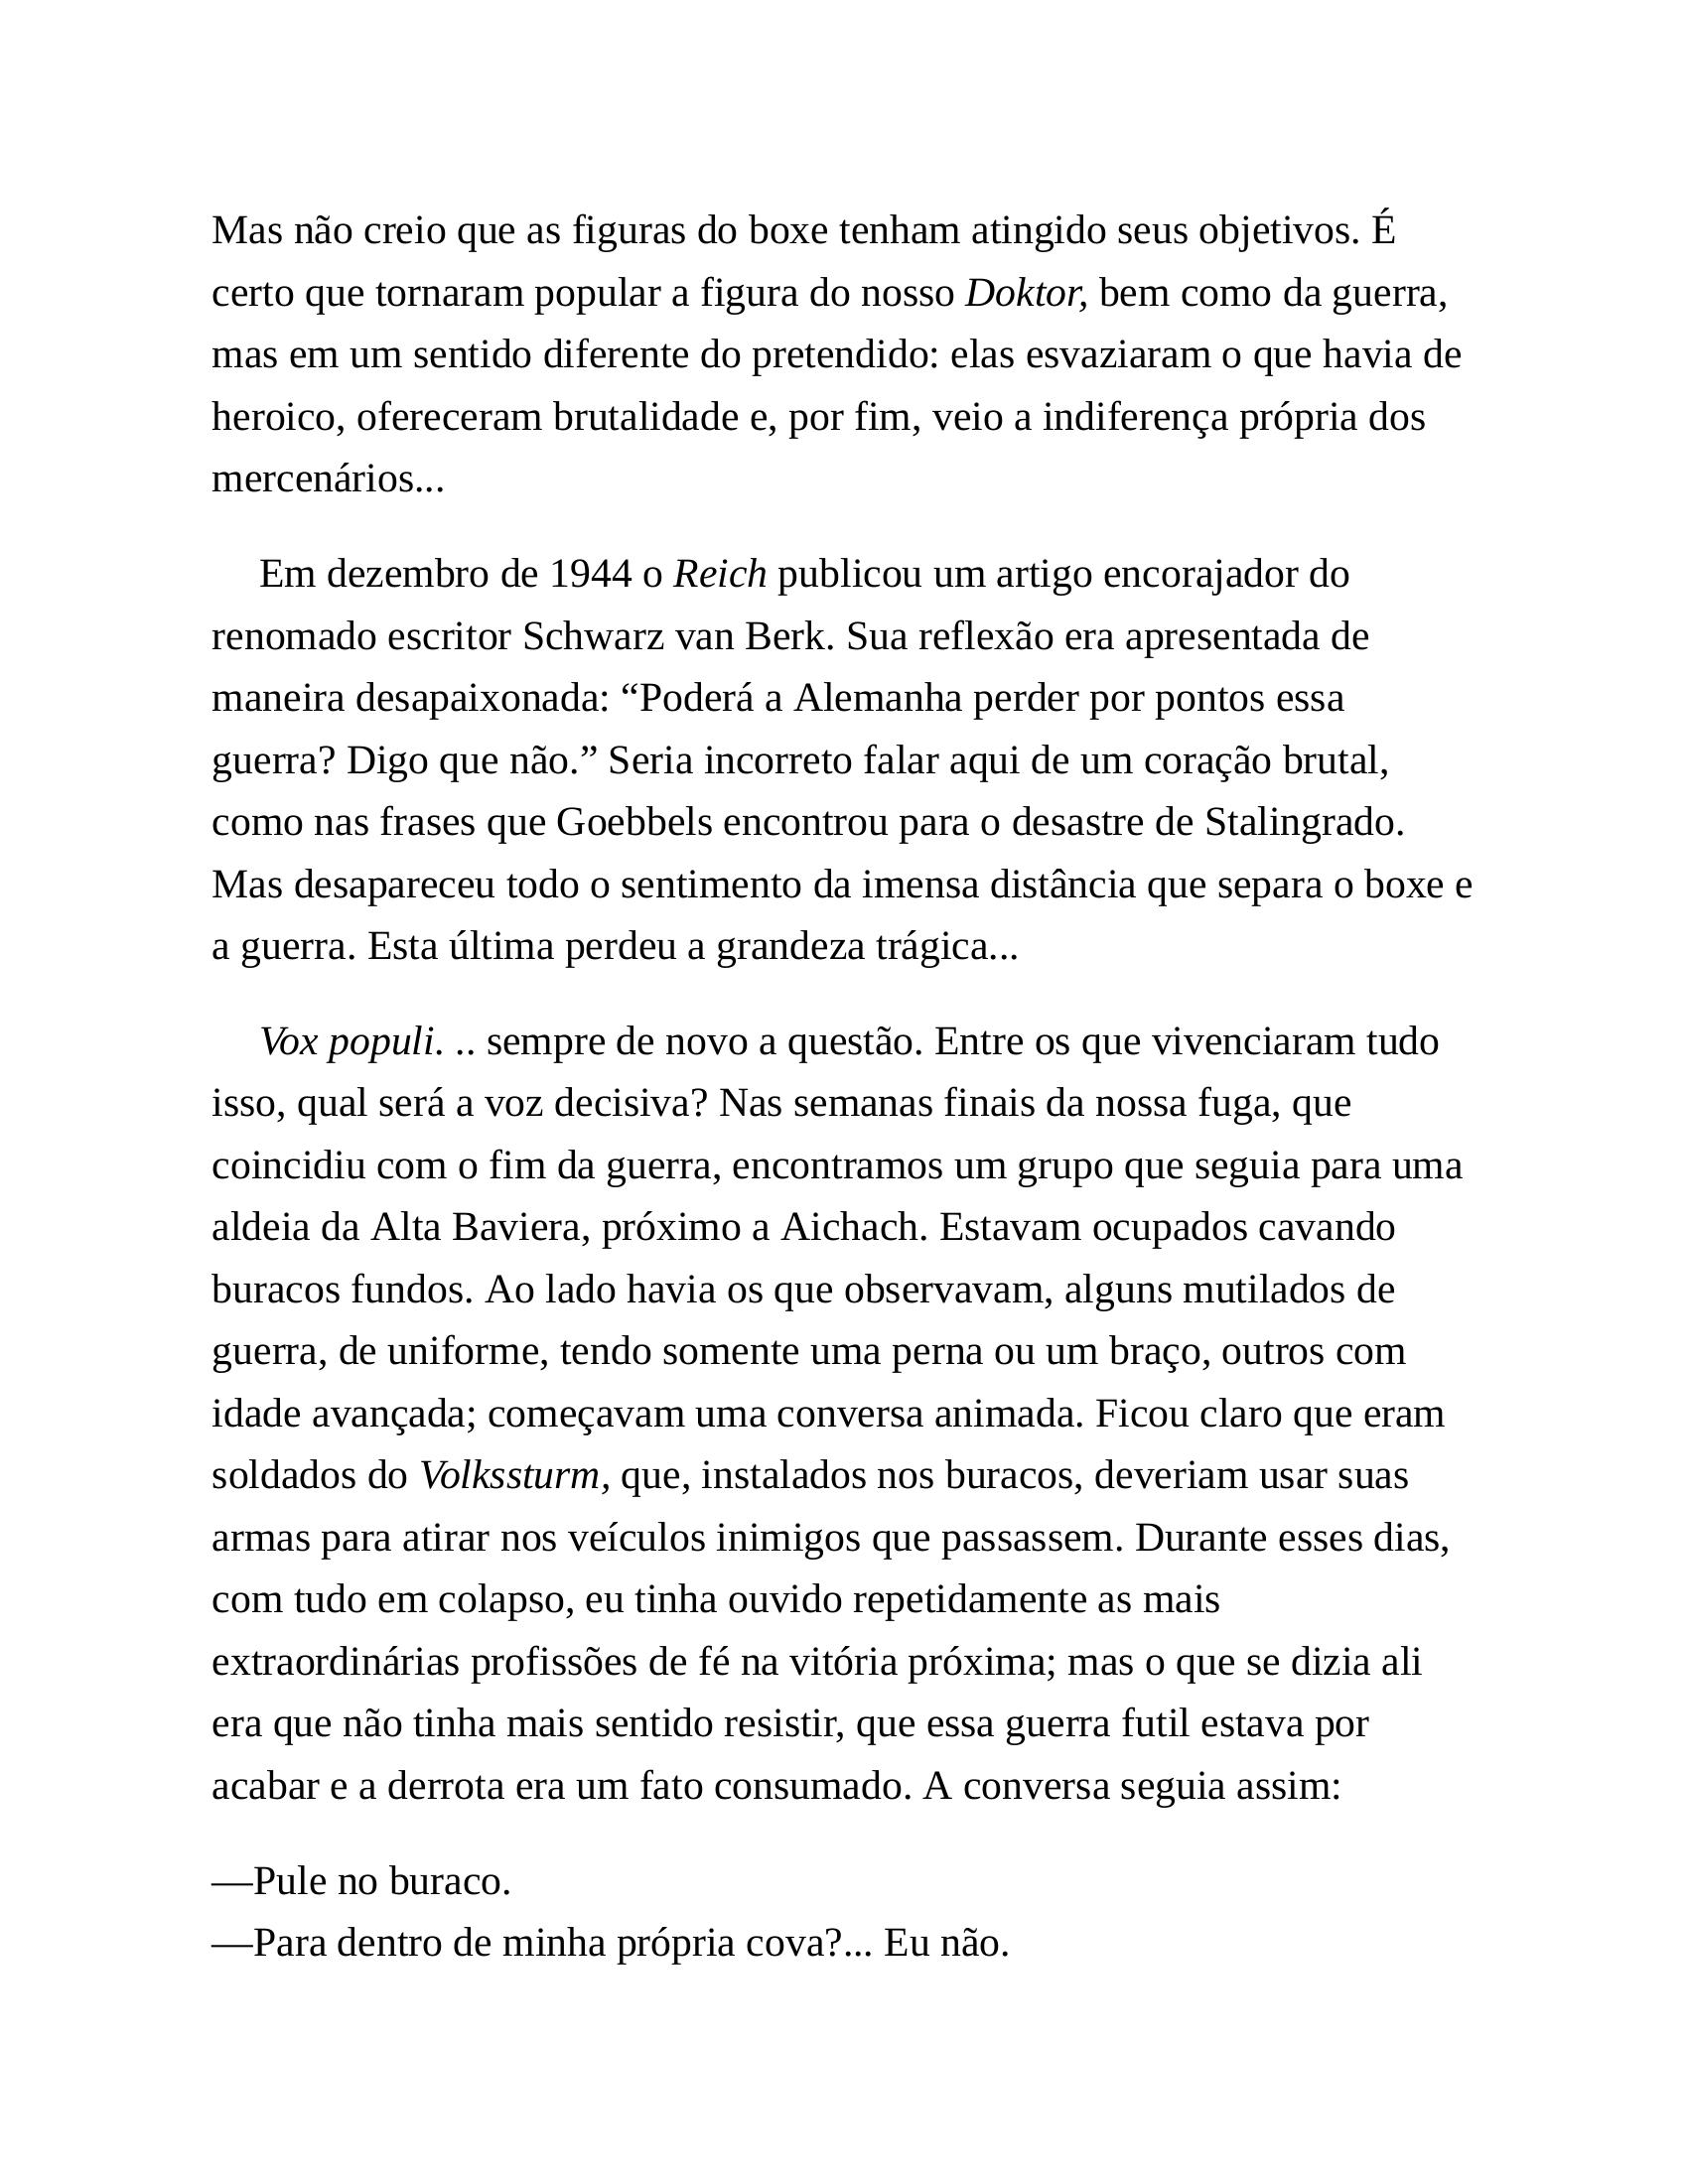 Mas não creio que as figuras do boxe tenham atingido seus objetivos. É
certo que tornaram popular a figura do nosso Doktor, bem como da guerra,
mas em um sentido diferente do pretendido: elas esvaziaram o que havia de
heroico, ofereceram brutalidade e, por fim, veio a indiferença própria dos
mercenários...
Em dezembro de 1944 o Reich publicou um artigo encorajador do
renomado escritor Schwarz van Berk. Sua reflexão era apresentada de
maneira desapaixonada: “Poderá a Alemanha perder por pontos essa
guerra? Digo que não.” Seria incorreto falar aqui de um coração brutal,
como nas frases que Goebbels encontrou para o desastre de Stalingrado.
Mas desapareceu todo o sentimento da imensa distância que separa o boxe e
a guerra. Esta última perdeu a grandeza trágica...
Vox populi. .. sempre de novo a questão. Entre os que vivenciaram tudo
isso, qual será a voz decisiva? Nas semanas finais da nossa fuga, que
coincidiu com o fim da guerra, encontramos um grupo que seguia para uma
aldeia da Alta Baviera, próximo a Aichach. Estavam ocupados cavando
buracos fundos. Ao lado havia os que observavam, alguns mutilados de
guerra, de uniforme, tendo somente uma perna ou um braço, outros com
idade avançada; começavam uma conversa animada. Ficou claro que eram
soldados do Volkssturm, que, instalados nos buracos, deveriam usar suas
armas para atirar nos veículos inimigos que passassem. Durante esses dias,
com tudo em colapso, eu tinha ouvido repetidamente as mais
extraordinárias profissões de fé na vitória próxima; mas o que se dizia ali
era que não tinha mais sentido resistir, que essa guerra futil estava por
acabar e a derrota era um fato consumado. A conversa seguia assim:
—Pule no buraco.
—Para dentro de minha própria cova?... Eu não.